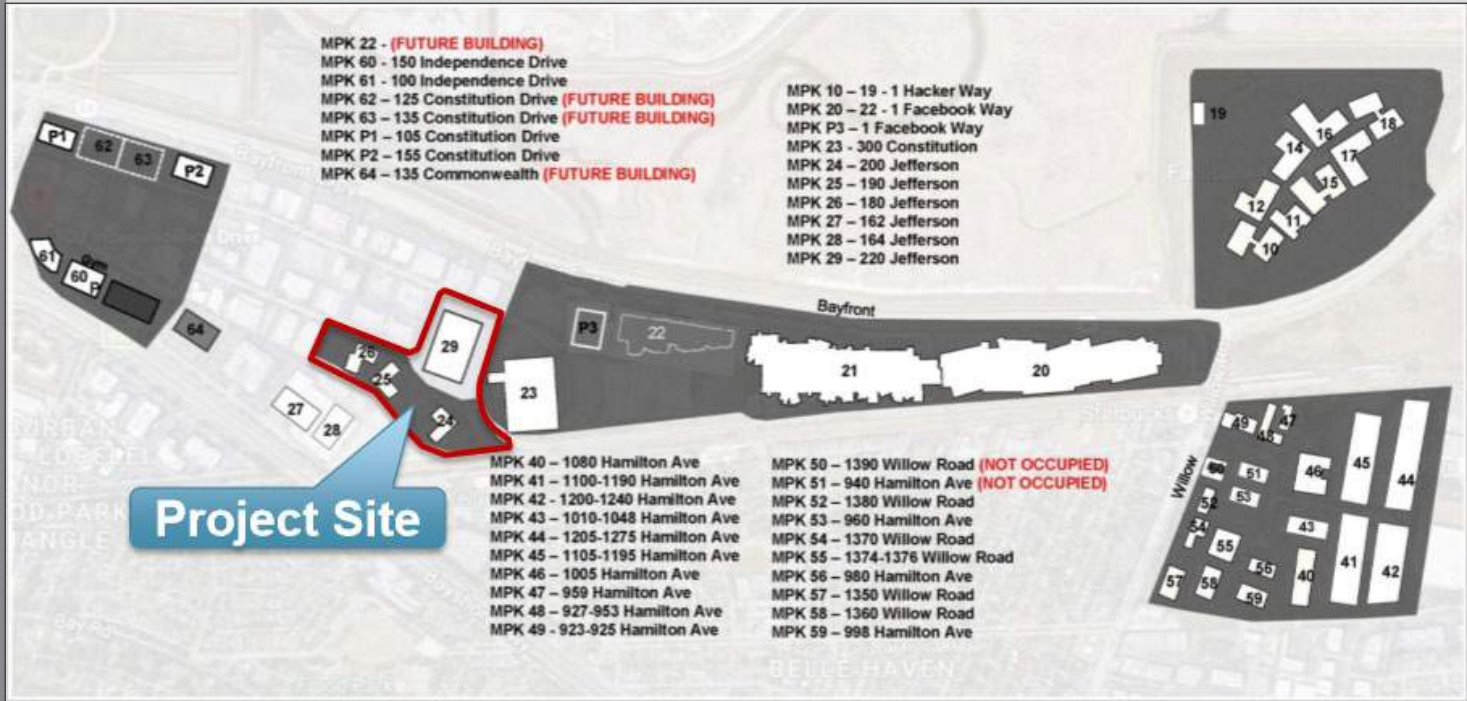 MPK 22 - (FUTURE BUILDING)
MPK 60 - 150 Independence Drive
MPK 61 - 100 Independence Drive
MPK 62 – 125 Constitution Drive (FUTURE BUILDING)
MPK 63 – 135 Constitution Drive (FUTURE BUILDING)
MPK P1 – 105 Constitution Drive
MPK P2 – 155 Constitution Drive
MPK 64 – 135 Commonwealth (FUTURE BUILDING)
MPK 10 – 19 - 1 Hacker Way
MPK 20 – 22 - 1 Facebook Way
MPK P3 – 1 Facebook Way
MPK 23 - 300 Constitution
MPK 24 – 200 Jefferson
MPK 25 – 190 Jefferson
MPK 26 – 180 Jefferson
MPK 27 – 162 Jefferson
MPK 28 – 164 Jefferson
MPK 29 – 220 Jefferson
P1
62
63
P2
61
60
64
26
25
24
27
28
29
23
P3
22
Bayfront
21
20
19
18
16
14
17
15
12
11
10
Project Site
MPK 40 – 1080 Hamilton Ave
MPK 41 – 1100-1190 Hamilton Ave
MPK 42 - 1200-1240 Hamilton Ave
MPK 43 – 1010-1048 Hamilton Ave
MPK 44 – 1205-1275 Hamilton Ave
MPK 45 – 1105-1195 Hamilton Ave
MPK 46 – 1005 Hamilton Ave
MPK 47 – 959 Hamilton Ave
MPK 48 – 927-953 Hamilton Ave
MPK 49 - 923-925 Hamilton Ave
MPK 50 – 1390 Willow Road (NOT OCCUPIED)
MPK 51 – 940 Hamilton Ave (NOT OCCUPIED)
MPK 52 – 1380 Willow Road
MPK 53 – 960 Hamilton Ave
MPK 54 – 1370 Willow Road
MPK 55 – 1374-1376 Willow Road
MPK 56 – 980 Hamilton Ave
MPK 57 – 1350 Willow Road
MPK 58 – 1360 Willow Road
MPK 59 – 998 Hamilton Ave
Willow
49
48
47
51
53
52
54
55
56
57
58
59
46
45
44
43
40
41
42
BELLE HAVEN